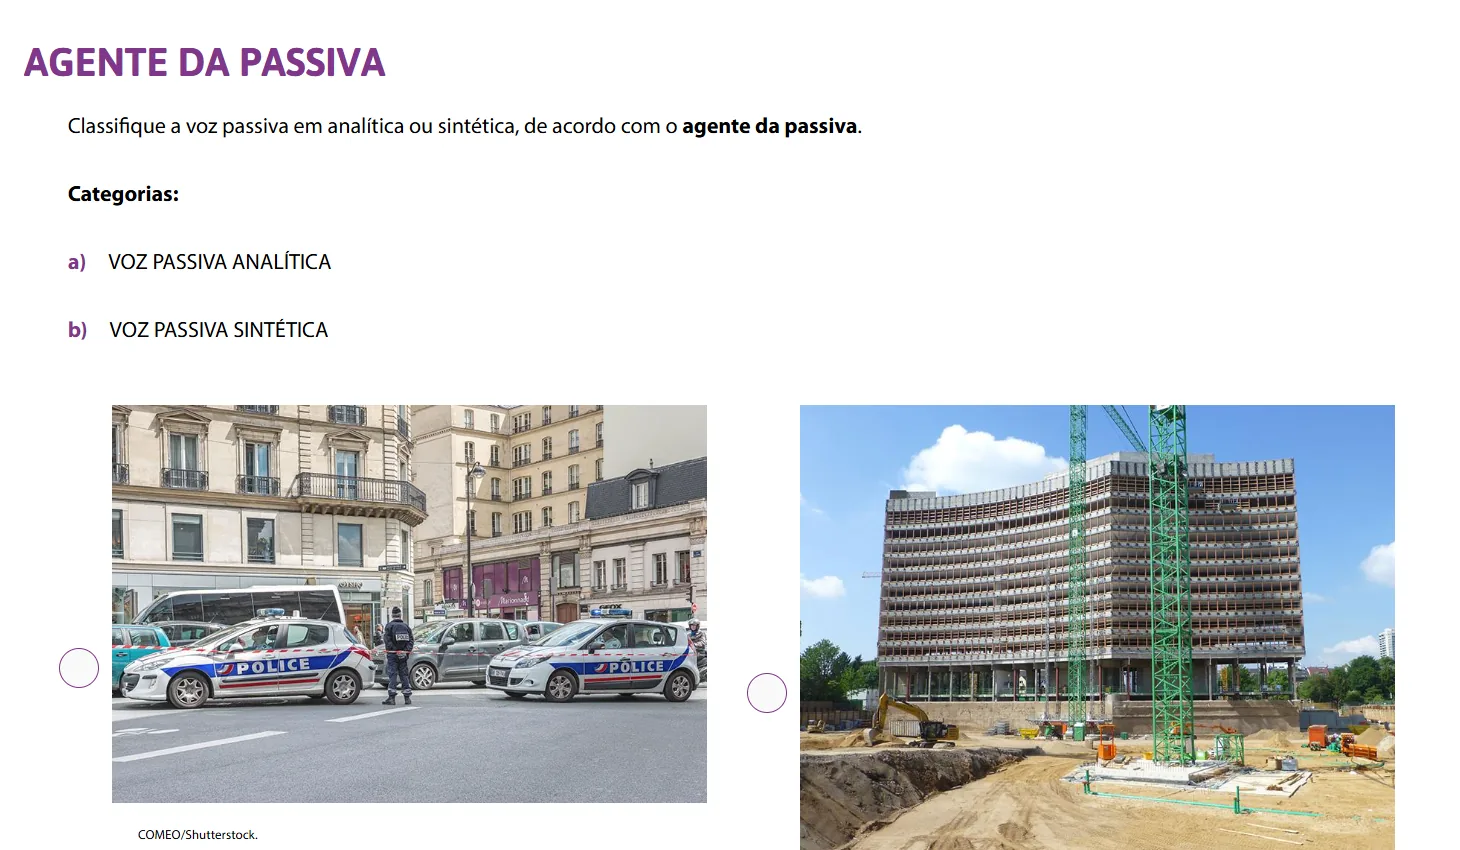 AGENTE DA PASSIVA
Classifique a voz passiva em analítica ou sintética, de acordo com o agente da passiva.
Categorias:
a) VOZ PASSIVA ANALÍTICA
b) VOZ PASSIVA SINTÉTICA
POLICE
POLICE
COMEO/Shutterstock.